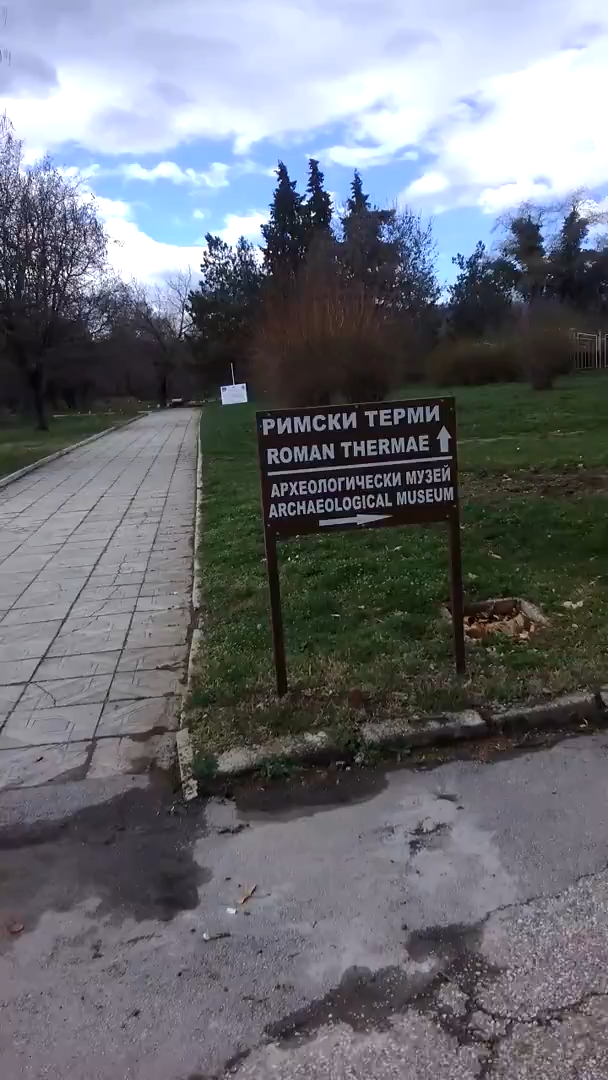 РИМСКИ ТЕРМИ
ROMAN THERMAE
АРХЕОЛОГИЧЕСКИ МУЗЕЙ
ARCHAEOLOGICAL MUSEUM